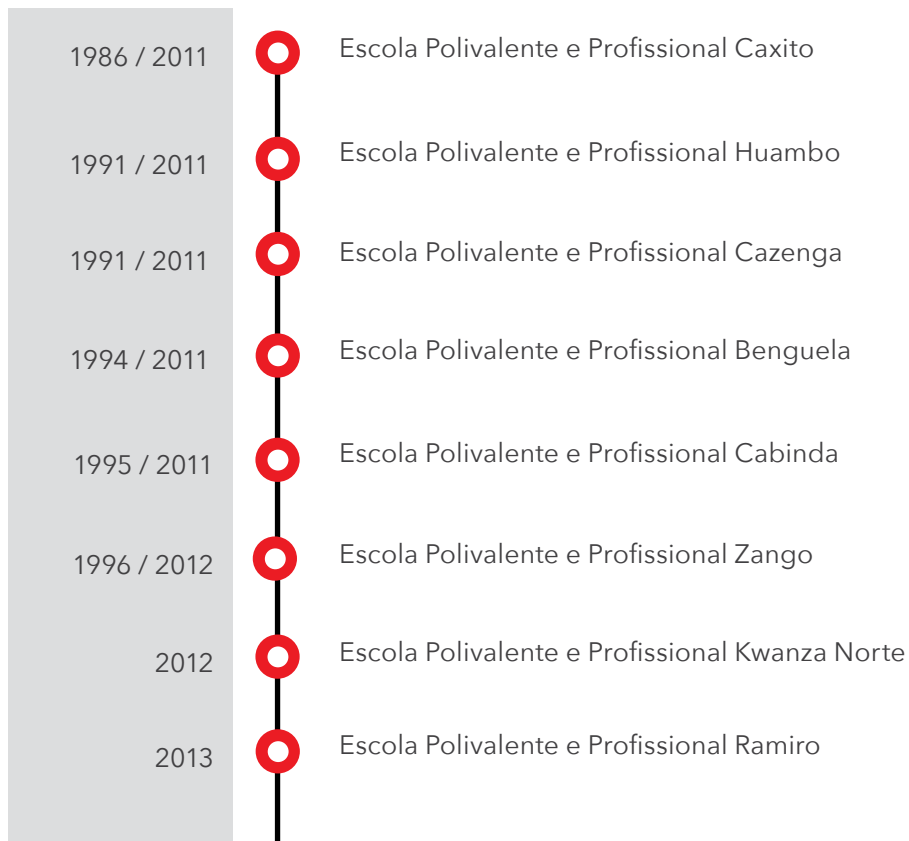 1986 / 2011 Escola Polivalente e Profissional Caxito
1991 / 2011 Escola Polivalente e Profissional Huambo
1991 / 2011 Escola Polivalente e Profissional Cazenga
1994 / 2011 Escola Polivalente e Profissional Benguela
1995 / 2011 Escola Polivalente e Profissional Cabinda
1996 / 2012 Escola Polivalente e Profissional Zango
2012 Escola Polivalente e Profissional Kwanza Norte
2013 Escola Polivalente e Profissional Ramiro